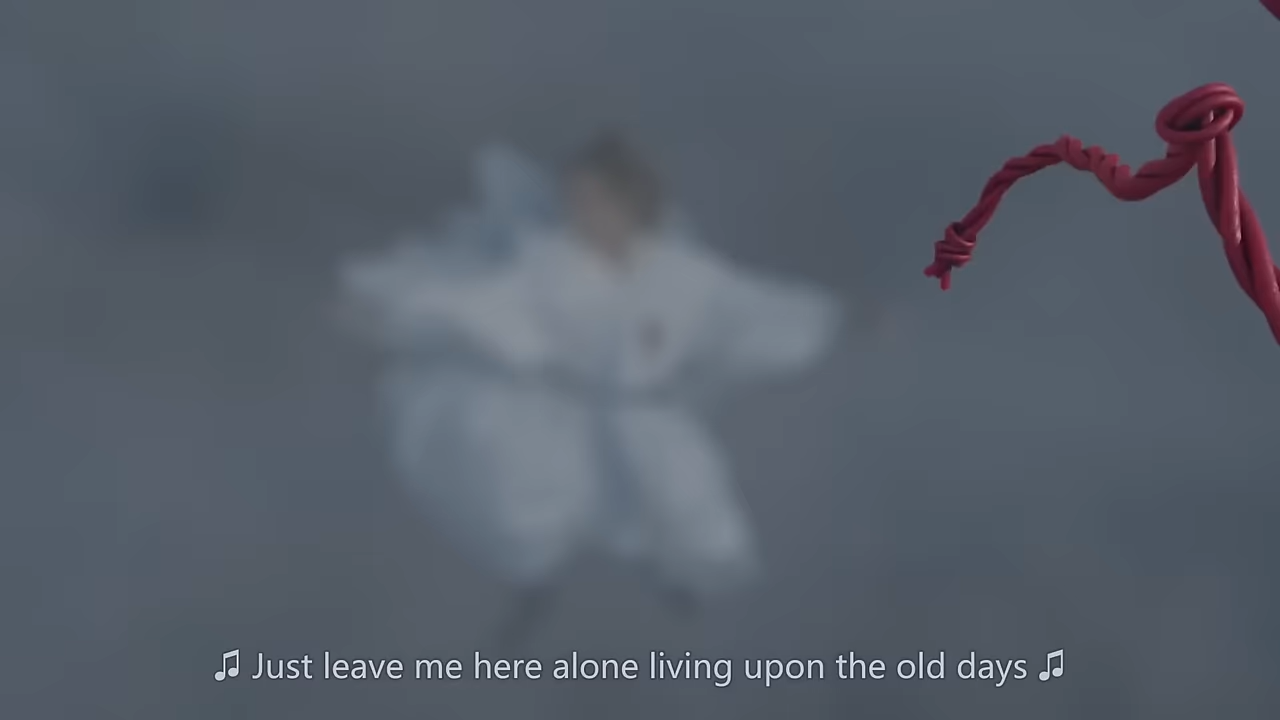 ♫ Just leave me here alone living upon the old days ♫